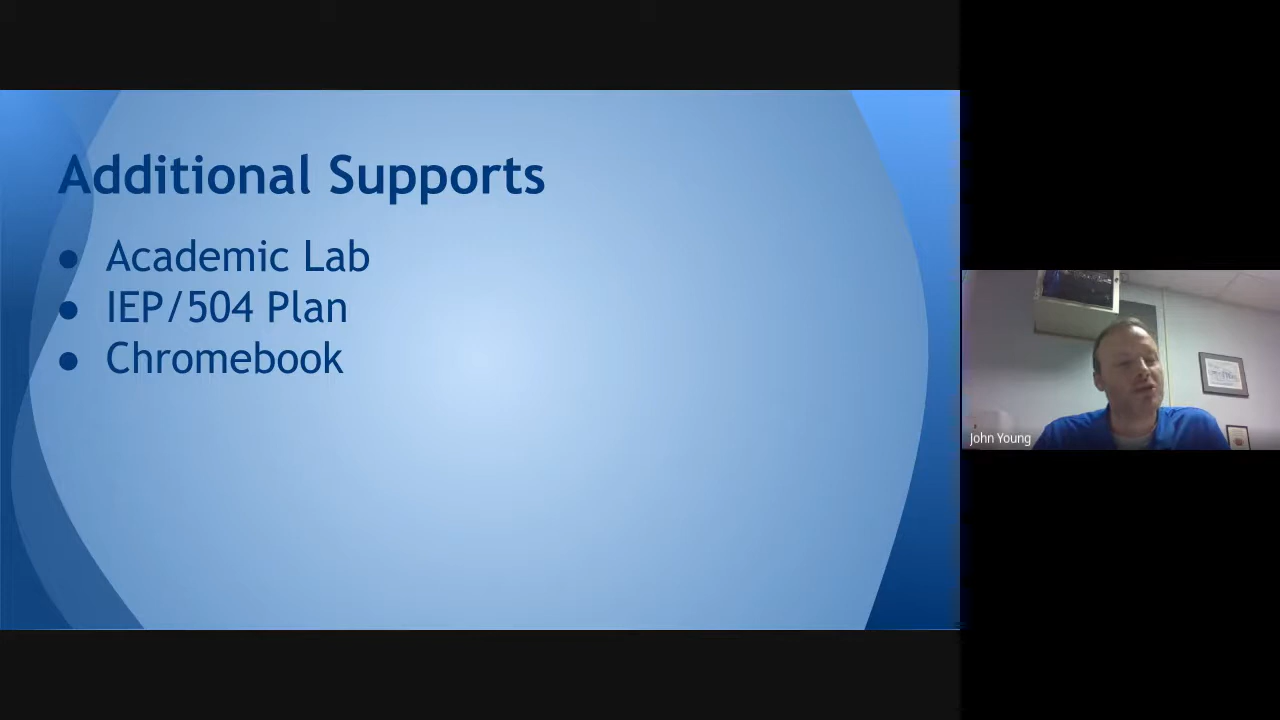 Additional Supports
● Academic Lab
● IEP/504 Plan
● Chromebook
John Young